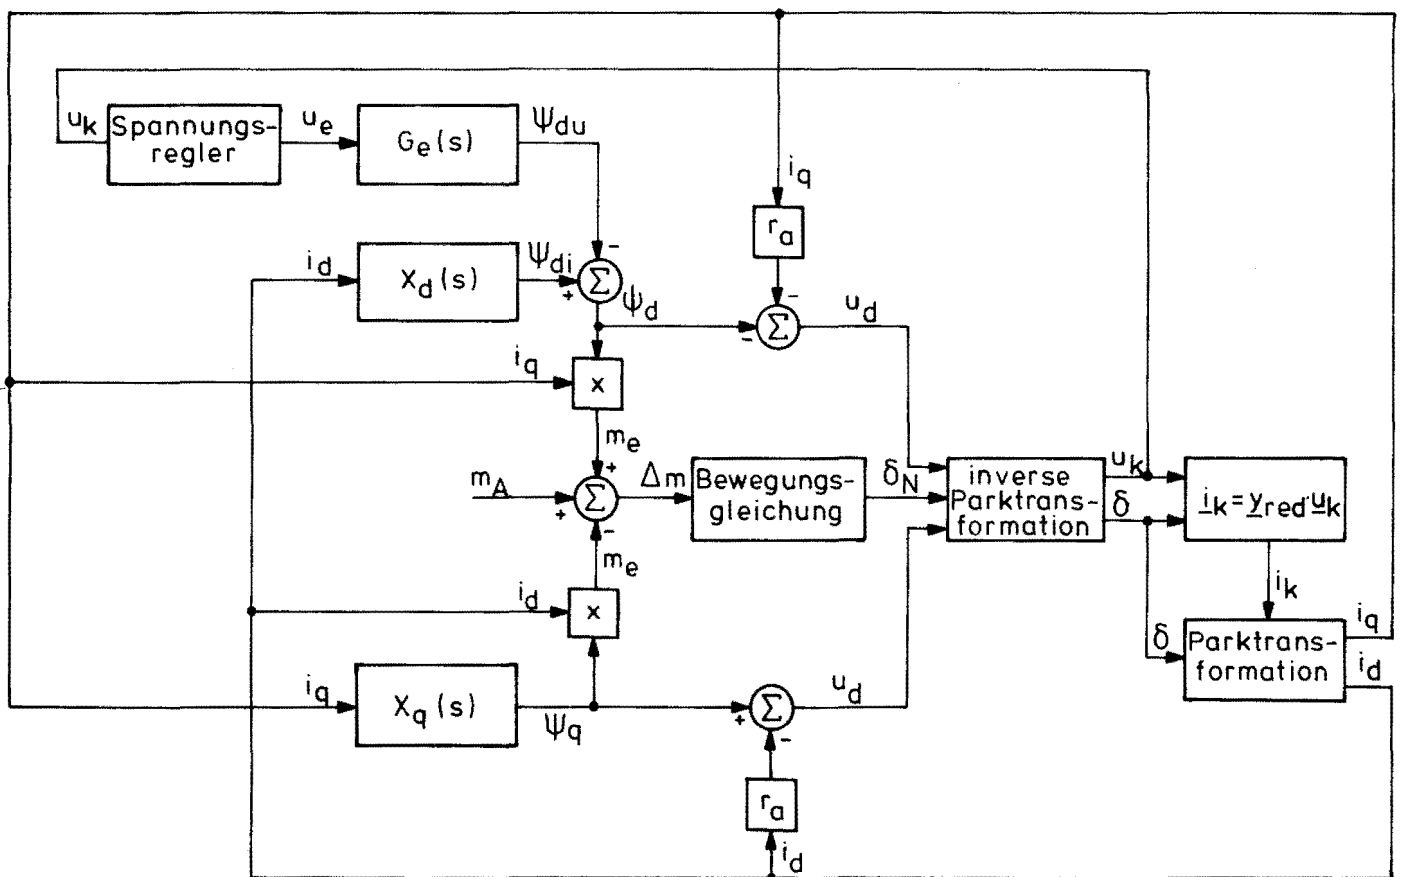 u_k
Spannungs-
regler
u_e
G_e(s)
ψ_du
i_q
r_a
-
i_d
X_d(s)
ψ_di
+
Σ
ψ_d
-
-
Σ
u_d
i_q
x
m_e
+
m_A
+
Σ
-
Δm
Bewegungs-
gleichung
δ_N
inverse
Parktrans-
formation
u_k
δ
i_k=y_red·u_k
m_e
i_d
x
i_k
δ
Parktrans-
formation
i_q
i_d
i_q
X_q(s)
ψ_q
+
Σ
-
u_d
r_a
i_d